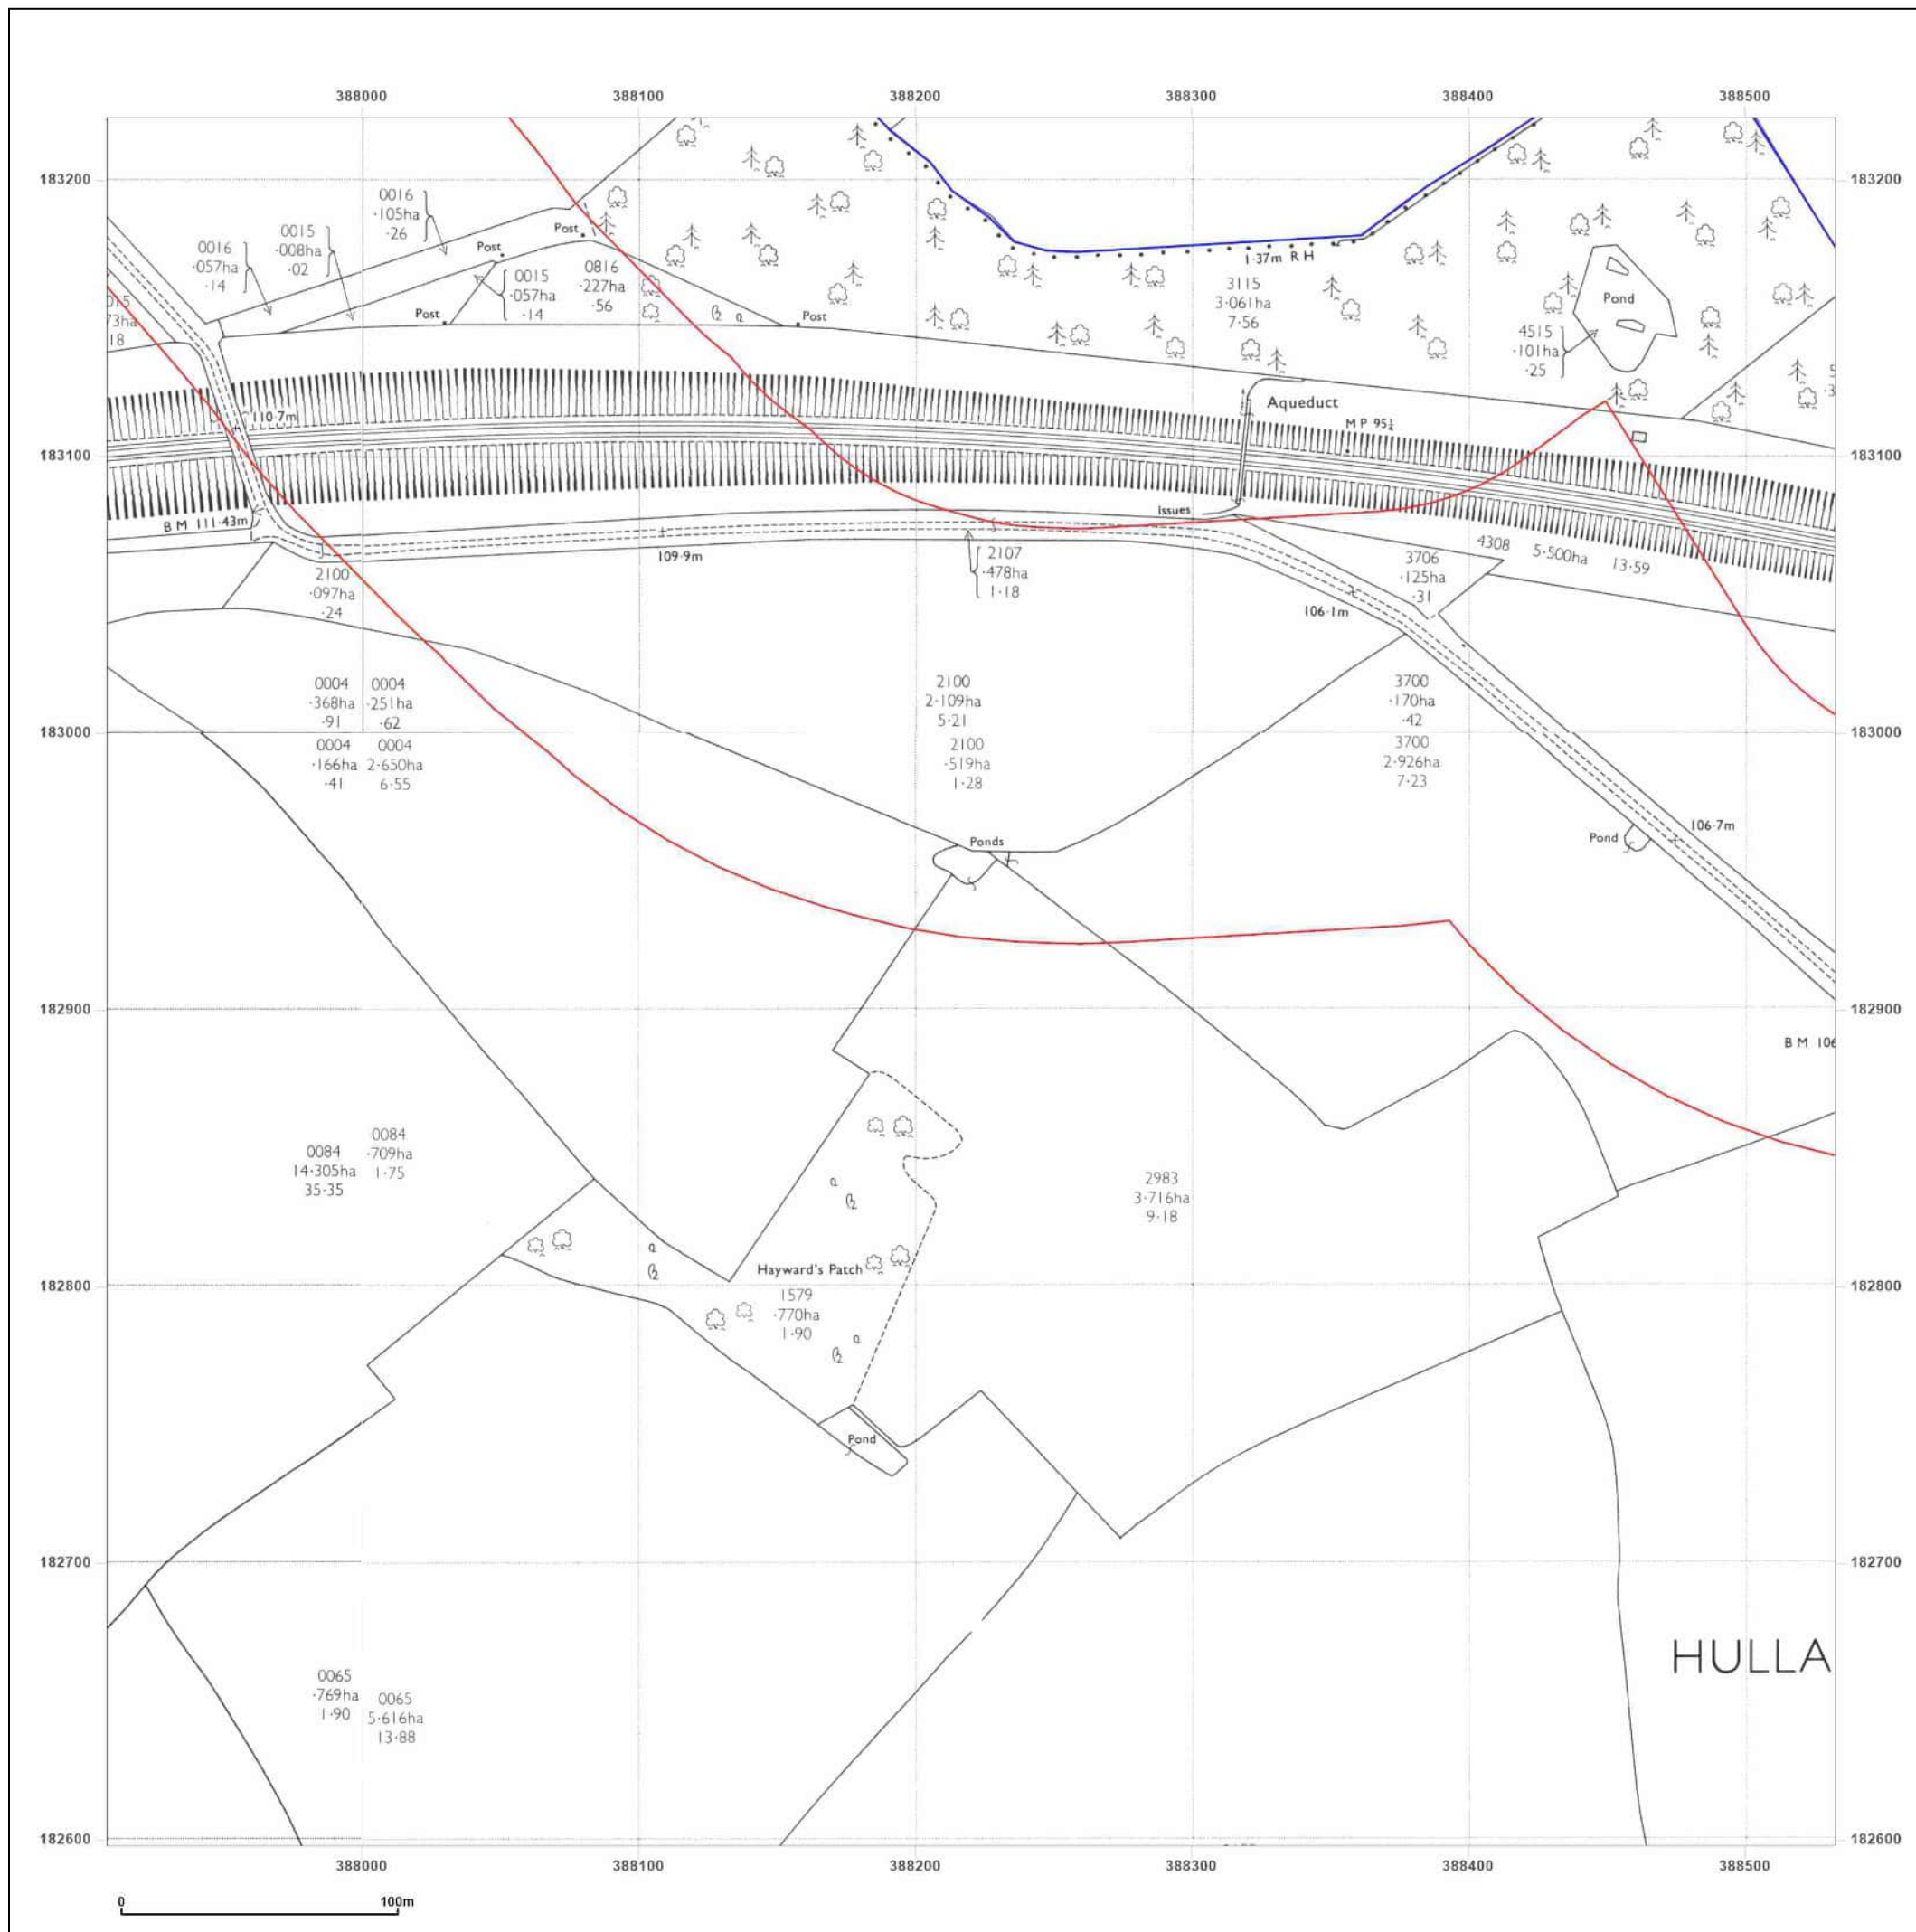 388000 388100 388200 388300 388400 388500
183200 183200
0016
·105ha
·26
0015
·008ha
·02
0016
·057ha
·14
Post
Post
0015
·057ha
·14
0816
·227ha
·56
Post
Post
1·37m R H
3115
3·061ha
7·56
Pond
4515
·101ha
·25
·18
110·7m
Aqueduct
M P 95¼
183100 183100
B M 111·43m
Issues
109·9m
2107
·478ha
1·18
2100
·097ha
·24
106·1m
3706
·125ha
·31
4308 5·500ha 13·59
0004 0004
·368ha ·251ha
·91 ·62
2100
2·109ha
5·21
3700
·170ha
·42
183000 183000
0004 0004
·166ha 2·650ha
·41 6·55
2100
·519ha
1·28
3700
2·926ha
7·23
Ponds
Pond
106·7m
182900 182900
B M 106
0084
14·305ha
35·35
0084
·709ha
1·75
2983
3·716ha
9·18
Hayward's Patch
182800 182800
1579
·770ha
1·90
Pond
182700 182700
HULLA
0065
·769ha
1·90
0065
5·616ha
13·88
182600 182600
388000 388100 388200 388300 388400 388500
0 100m